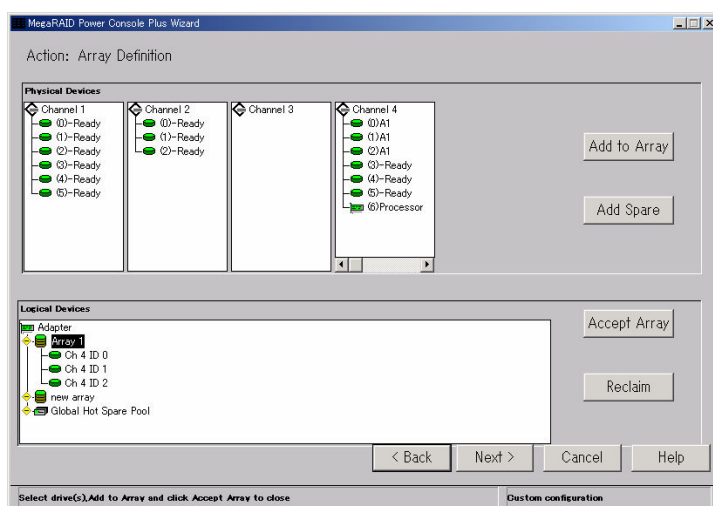 MegaRAID Power Console Plus Wizard
Action: Array Definition
Physical Devices
Channel 1
(0)-Ready
(1)-Ready
(2)-Ready
(3)-Ready
(4)-Ready
(5)-Ready
Channel 2
(0)-Ready
(1)-Ready
(2)-Ready
Channel 3
Channel 4
(0)A1
(1)A1
(2)A1
(3)-Ready
(4)-Ready
(5)-Ready
(6)Processor
Add to Array
Add Spare
Logical Devices
Adapter
Array 1
Ch 4 ID 0
Ch 4 ID 1
Ch 4 ID 2
new array
Global Hot Spare Pool
Accept Array
Reclaim
< Back
Next >
Cancel
Help
Select drive(s),Add to Array and click Accept Array to close
Custom configuration